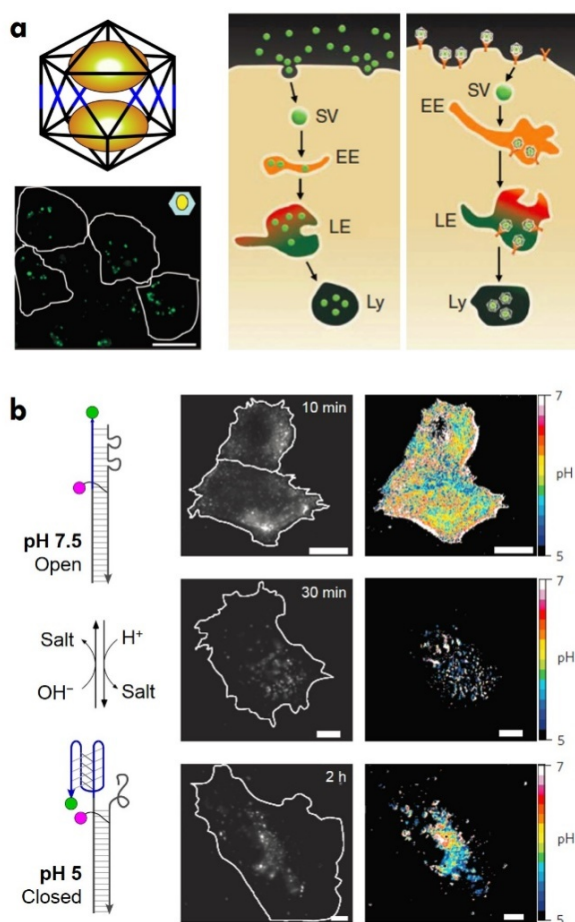 a
SV
EE
LE
Ly
SV
EE
LE
Ly
b
pH 7.5
Open
Salt
H⁺
OH⁻
Salt
pH 5
Closed
10 min
7
pH
5
30 min
7
pH
5
2 h
7
pH
5